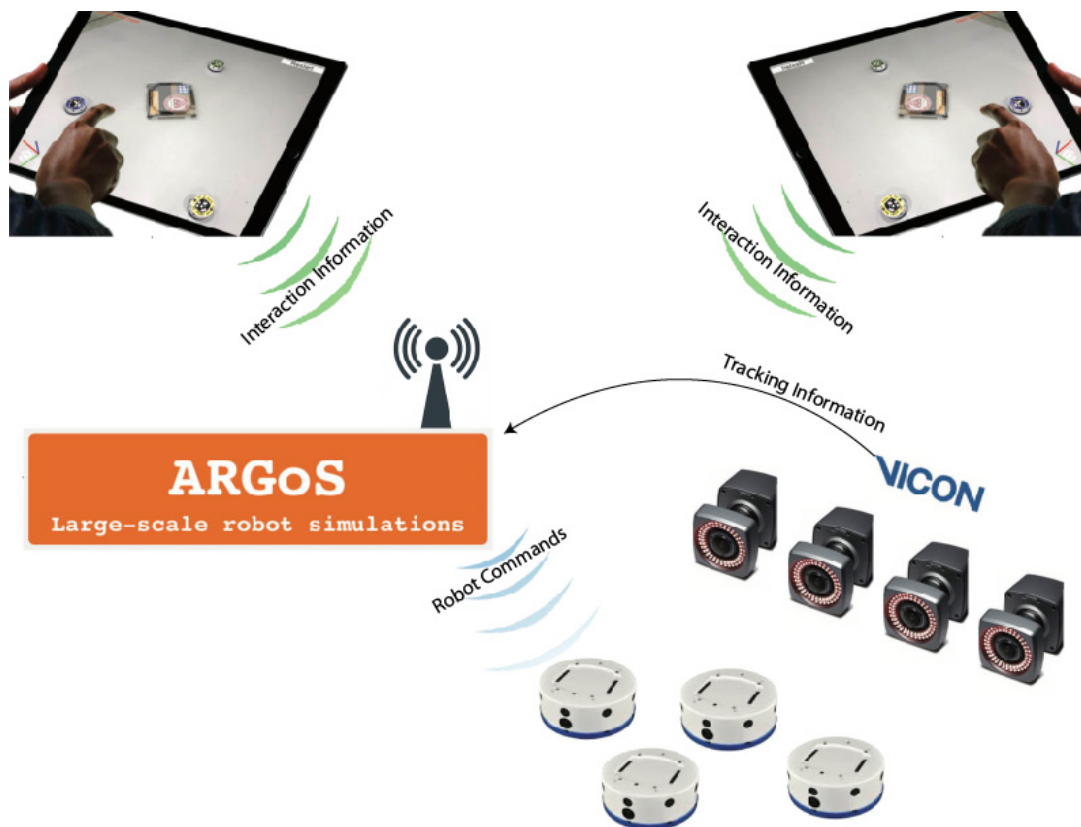 Interaction Information
Interaction Information
Tracking Information
VICON
ARGoS
Large-scale robot simulations
Robot Commands